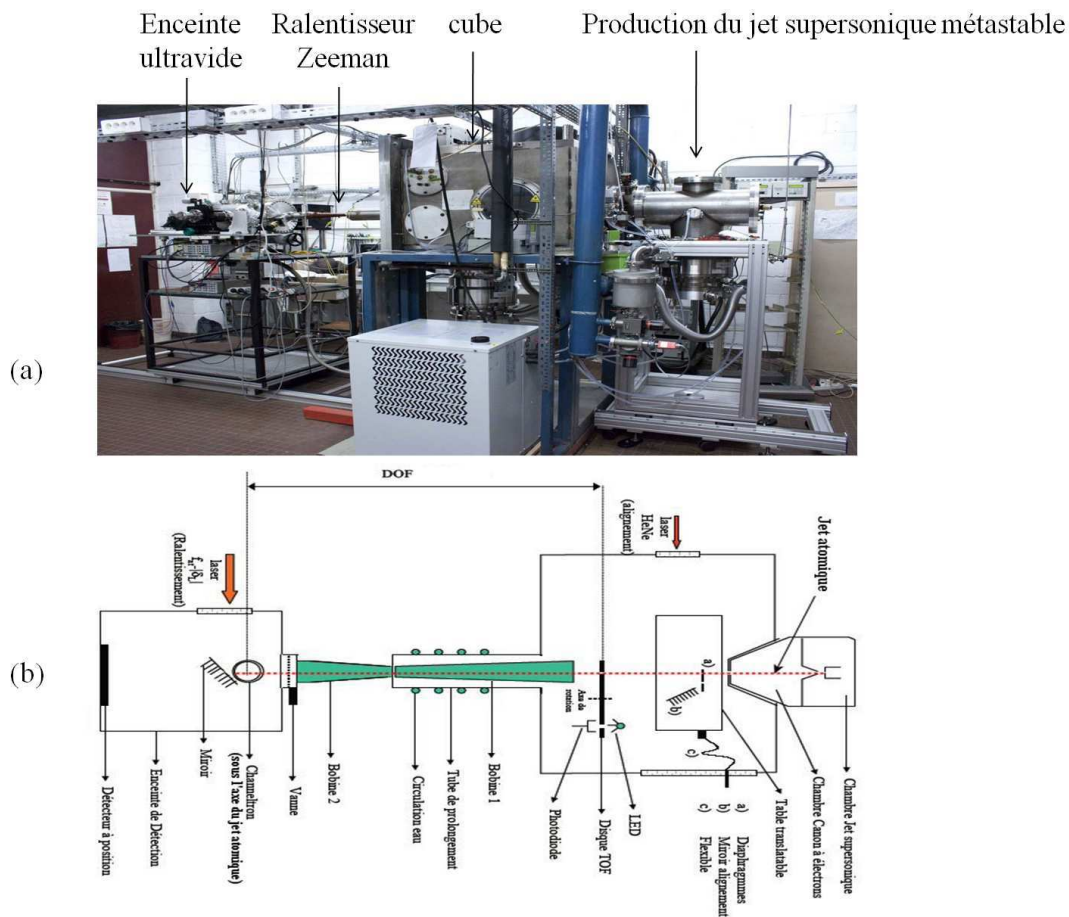 Enceinte
ultravide
Ralentisseur
Zeeman
cube
Production du jet supersonique métastable
(a)
DOF
(b)
laser
HeNe
(alignement)
Jet atomique
laser
(Ralentissement)
a)
b)
c)
Axe de
rotation
Détecteur à position
Enceinte de Détection
Miroir
Channeltron
(sous l'axe du jet atomique)
Vanne
Bobine 2
Circulation eau
Tube de prolongement
Bobine 1
Photodiode
Disque TOF
LED
a) Diaphragmes
b) Miroir alignement
c) Flexible
Table translatable
Chambre Canon à électrons
Chambre Jet supersonique